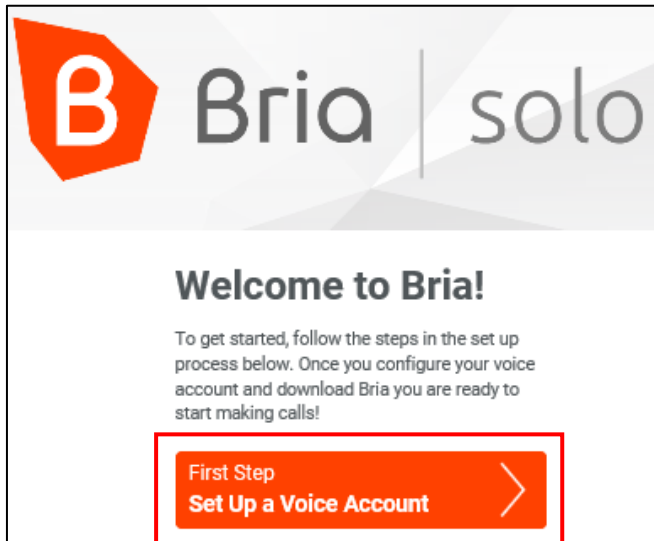 B Bria | solo
Welcome to Bria!
To get started, follow the steps in the set up
process below. Once you configure your voice
account and download Bria you are ready to
start making calls!
First Step
Set Up a Voice Account